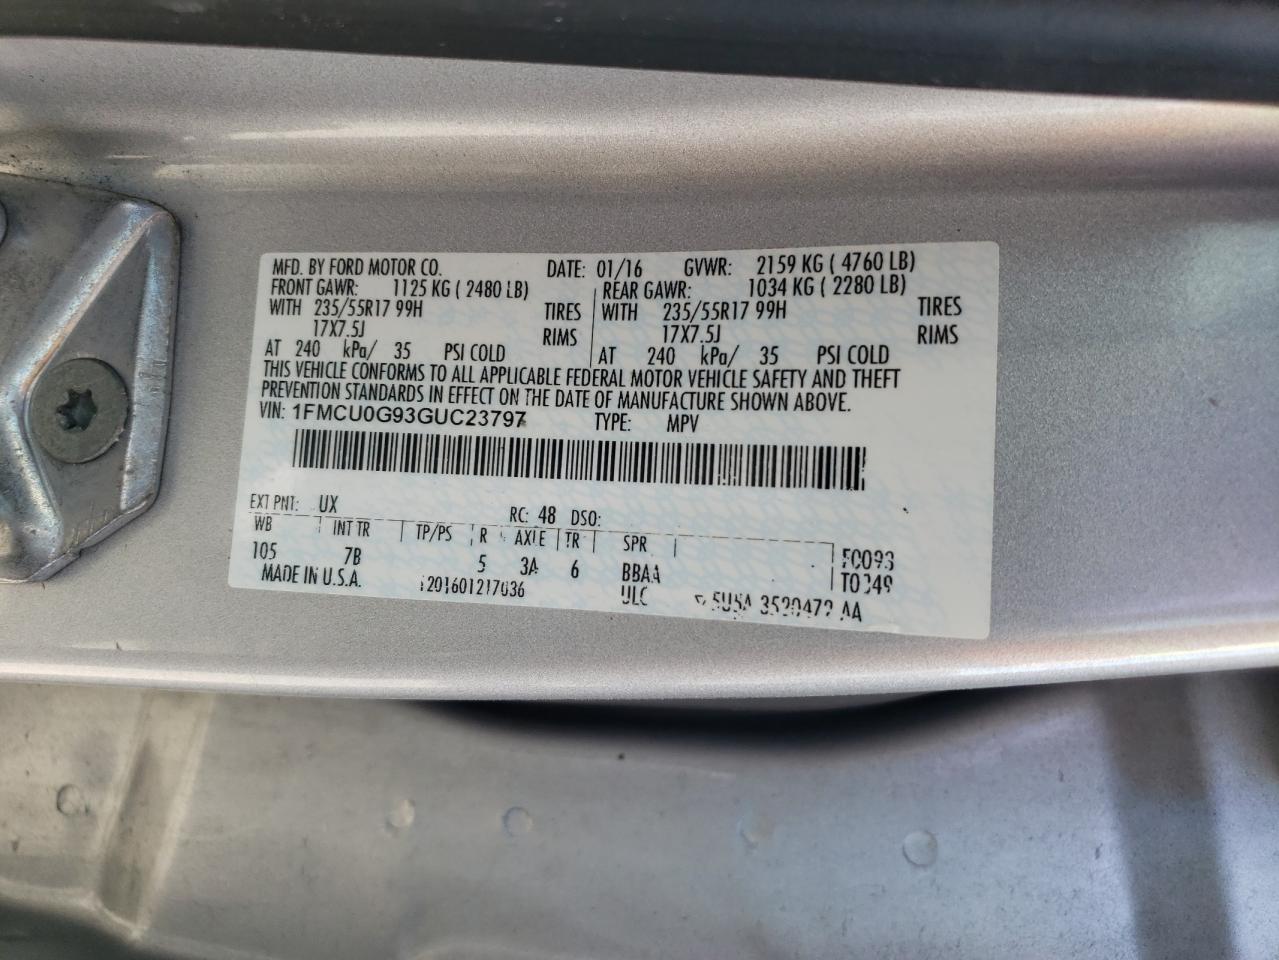 MFD. BY FORD MOTOR CO. DATE: 01/16 GVWR: 2159 KG ( 4760 LB)
FRONT GAWR: 1125 KG ( 2480 LB) REAR GAWR: 1034 KG ( 2280 LB)
WITH 235/55R17 99H TIRES WITH 235/55R17 99H TIRES
17X7.5J RIMS 17X7.5J RIMS
AT 240 kPa/ 35 PSI COLD AT 240 kPa/ 35 PSI COLD
THIS VEHICLE CONFORMS TO ALL APPLICABLE FEDERAL MOTOR VEHICLE SAFETY AND THEFT
PREVENTION STANDARDS IN EFFECT ON THE DATE OF MANUFACTURE SHOWN ABOVE.
VIN: 1FMCU0G93GUC23797 TYPE: MPV
EXT PNT: UX RC: 48 DSO:
WB INT TR TP/PS R AXLE TR SPR
105 7B 5 3A 6 BBAA
MADE IN U.S.A. ULC AA